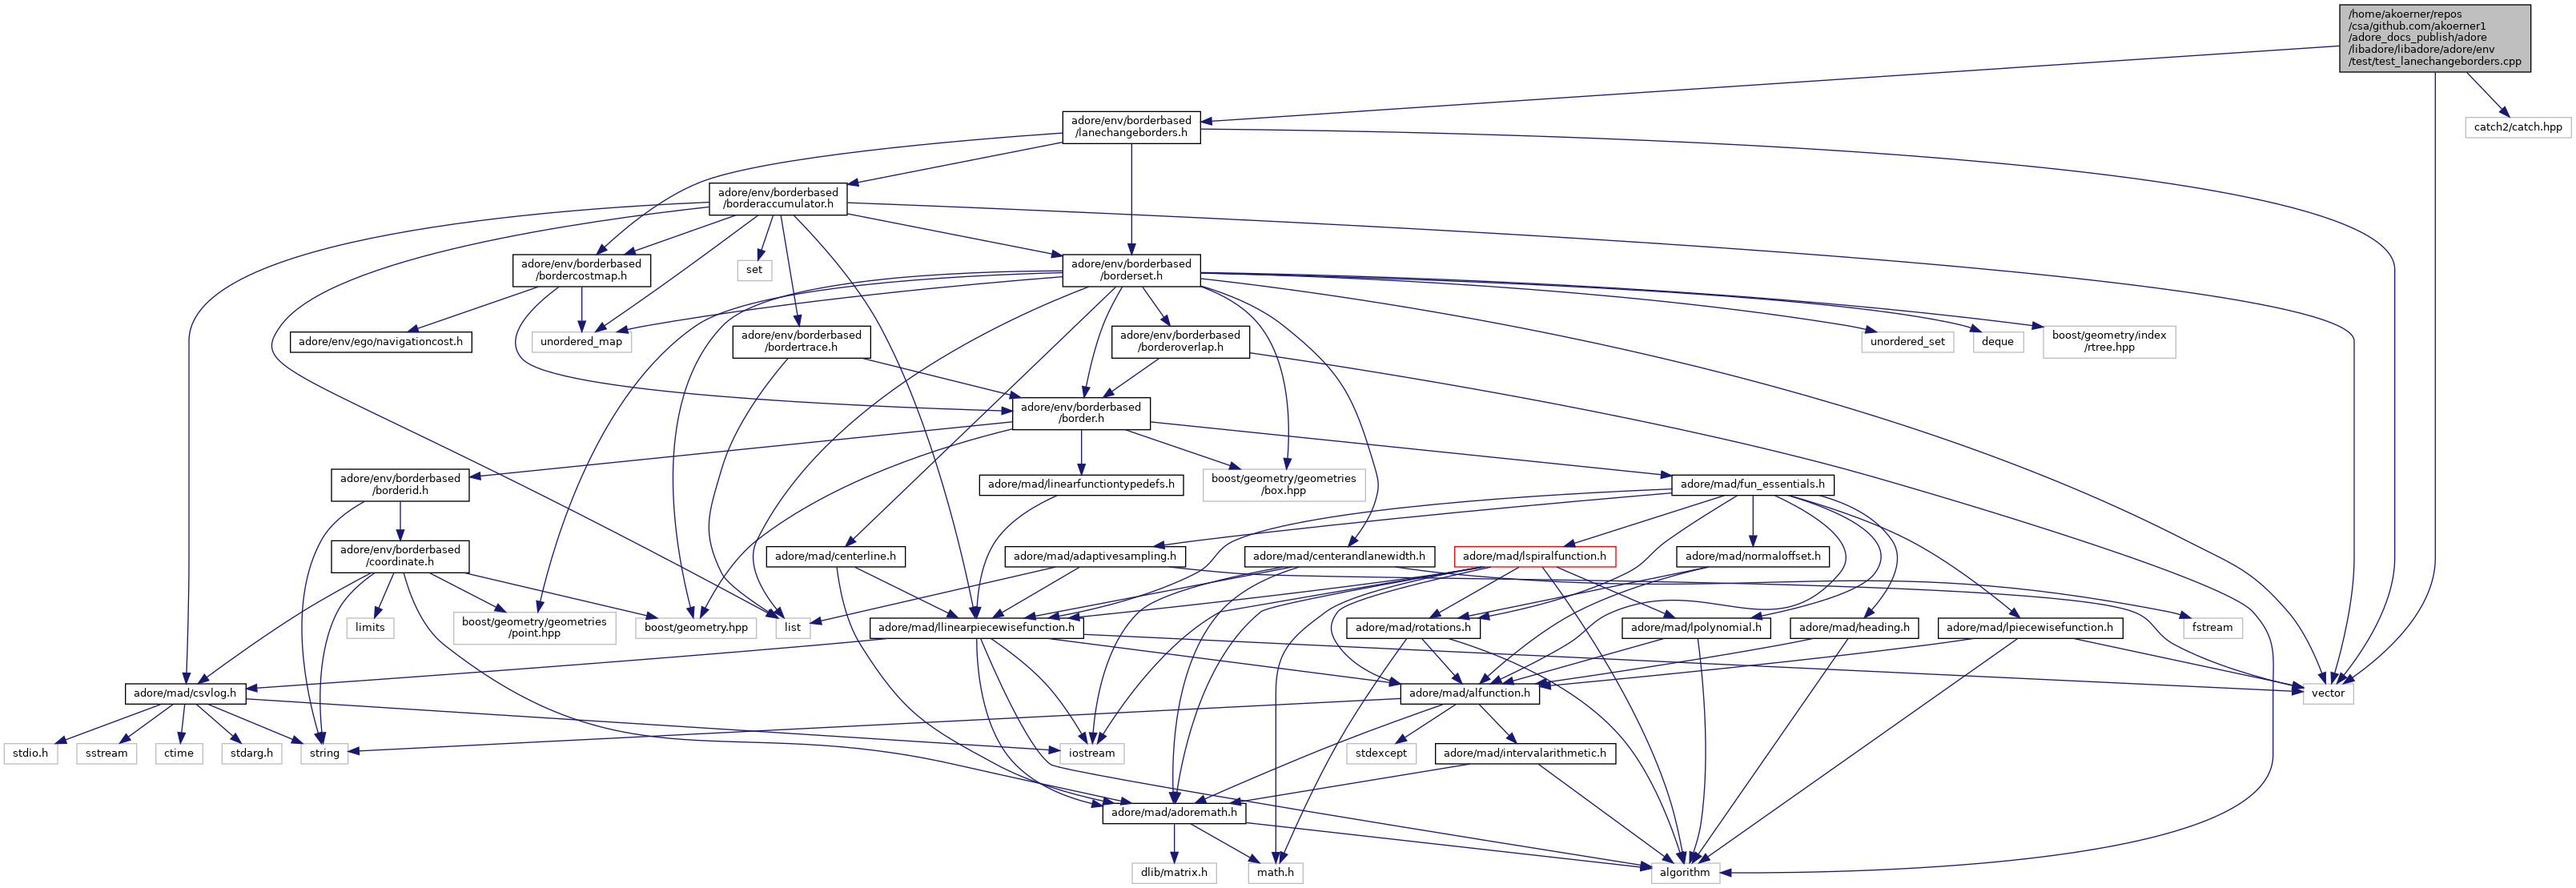 /home/akoerner/repos
/csa/github.com/akoerner1
/adore_docs_publish/adore
/libadore/libadore/adore/env
/test/test_lanechangeborders.cpp
adore/env/borderbased
/lanechangeborders.h
catch2/catch.hpp
adore/env/borderbased
/borderaccumulator.h
adore/env/borderbased
/bordercostmap.h
set
adore/env/borderbased
/borderset.h
adore/env/ego/navigationcost.h
unordered_map
adore/env/borderbased
/bordertrace.h
adore/env/borderbased
/borderoverlap.h
unordered_set
deque
boost/geometry/index
/rtree.hpp
adore/env/borderbased
/border.h
adore/env/borderbased
/borderid.h
adore/mad/linearfunctiontypedefs.h
boost/geometry/geometries
/box.hpp
adore/mad/fun_essentials.h
adore/env/borderbased
/coordinate.h
adore/mad/centerline.h
adore/mad/adaptivesampling.h
adore/mad/centerandlanewidth.h
adore/mad/lspiralfunction.h
adore/mad/normaloffset.h
limits
boost/geometry/geometries
/point.hpp
boost/geometry.hpp
list
adore/mad/llinearpiecewisefunction.h
adore/mad/rotations.h
adore/mad/lpolynomial.h
adore/mad/heading.h
adore/mad/lpiecewisefunction.h
fstream
adore/mad/csvlog.h
adore/mad/alfunction.h
vector
stdio.h
sstream
ctime
stdarg.h
string
iostream
stdexcept
adore/mad/intervalarithmetic.h
adore/mad/adoremath.h
dlib/matrix.h
math.h
algorithm